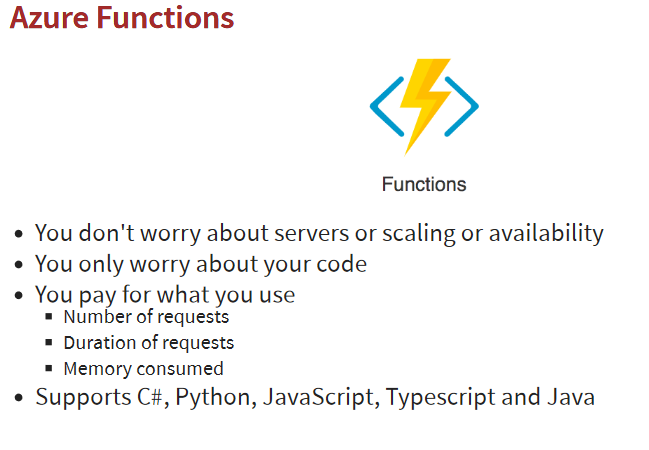 Azure Functions
Functions
You don't worry about servers or scaling or availability
You only worry about your code
You pay for what you use
Number of requests
Duration of requests
Memory consumed
Supports C#, Python, JavaScript, Typescript and Java